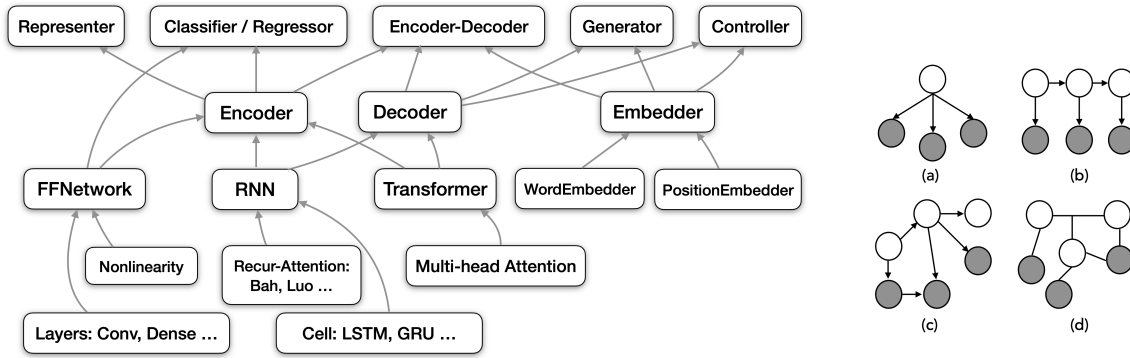 Representer
Classifier / Regressor
Encoder-Decoder
Generator
Controller
Encoder
Decoder
Embedder
FFNetwork
RNN
Transformer
WordEmbedder
PositionEmbedder
Nonlinearity
Recur-Attention:
Bah, Luo ...
Multi-head Attention
Layers: Conv, Dense ...
Cell: LSTM, GRU ...
(a)
(b)
(c)
(d)